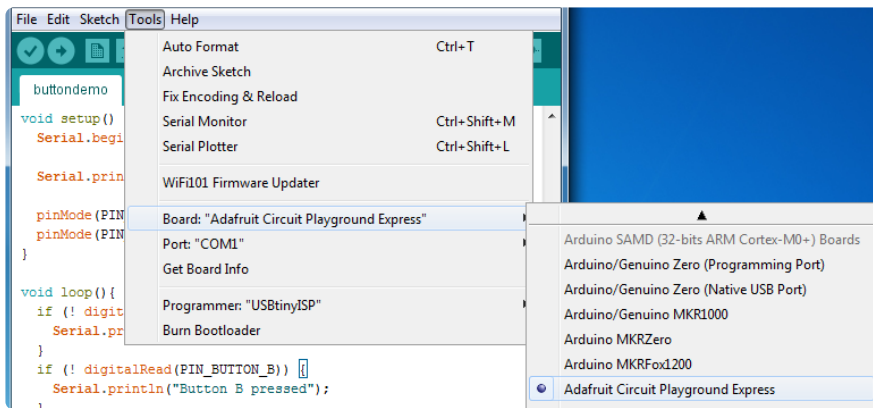 File Edit Sketch Tools Help
Auto Format Ctrl+T
Archive Sketch
Fix Encoding & Reload
Serial Monitor Ctrl+Shift+M
Serial Plotter Ctrl+Shift+L
WiFi101 Firmware Updater
Board: "Adafruit Circuit Playground Express"
Port: "COM1"
Get Board Info
Programmer: "USBtinyISP"
Burn Bootloader
Arduino SAMD (32-bits ARM Cortex-M0+) Boards
Arduino/Genuino Zero (Programming Port)
Arduino/Genuino Zero (Native USB Port)
Arduino/Genuino MKR1000
Arduino MKRZero
Arduino MKRFox1200
Adafruit Circuit Playground Express
buttondemo
void setup()
Serial.begi
Serial.prin
pinMode(PIN
pinMode(PIN
}
void loop(){
if (! digit
Serial.pr
}
if (! digitalRead(PIN_BUTTON_B)) {
Serial.println("Button B pressed");